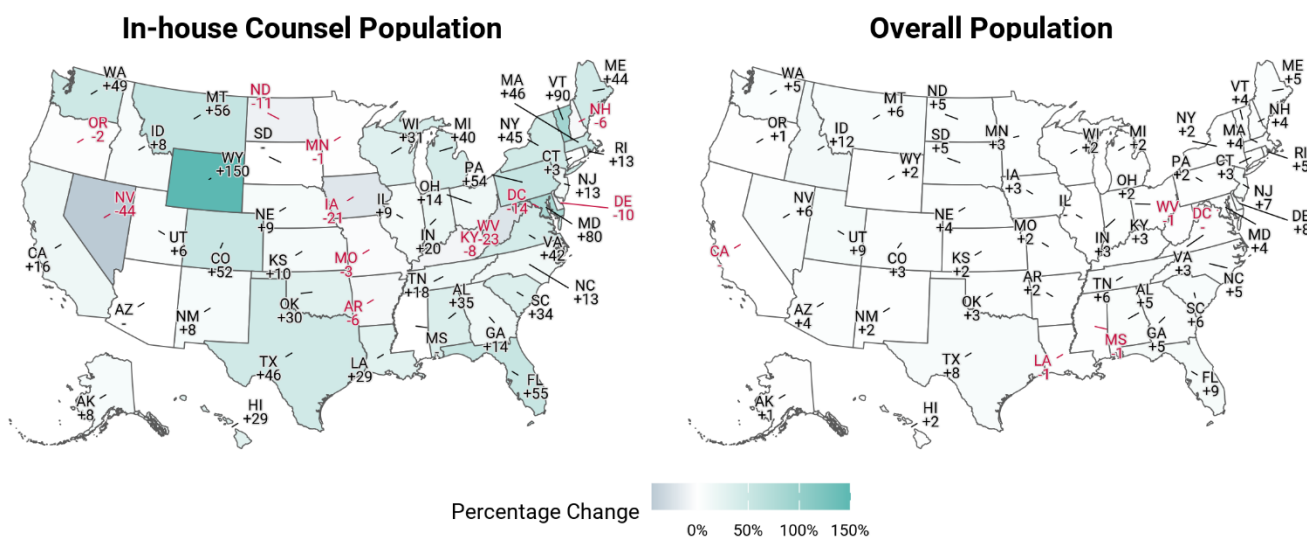 In-house Counsel Population
WA
+49
OR
-2
ID
+8
MT
+56
ND
-11
SD
-
MN
-1
WY
+150
NV
-44
CA
+16
UT
+6
AZ
-
CO
+52
NM
+8
NE
+9
KS
+10
OK
+30
TX
+46
IA
-21
MO
-3
AR
-6
LA
+29
WI
+31
IL
+9
MI
+40
IN
+20
OH
+14
KY
-8
TN
+18
MS
AL
+35
GA
+14
FL
+55
SC
+34
NC
+13
VA
+42
WV
-23
DC
-14
MD
+80
DE
-10
PA
+54
NJ
+13
NY
+45
CT
+3
RI
+13
MA
+46
VT
+90
NH
-6
ME
+44
AK
+8
HI
+29
Overall Population
WA
+5
OR
+1
CA
-
ID
+12
NV
+6
MT
+6
WY
+2
UT
+9
AZ
+4
CO
+3
NM
+2
ND
+5
SD
+5
NE
+4
KS
+2
OK
+3
TX
+8
MN
+3
IA
+3
MO
+2
AR
+2
LA
-1
WI
+2
IL
-
MI
+2
IN
+3
OH
+2
KY
+3
TN
+6
MS
-1
AL
+5
GA
+5
FL
+9
SC
+6
NC
+5
VA
+3
WV
-1
DC
-
MD
+4
DE
+8
PA
+2
NJ
+7
NY
+2
CT
+3
RI
+5
MA
+4
VT
+4
NH
+4
ME
+5
AK
+1
HI
+2
Percentage Change
0% 50% 100% 150%